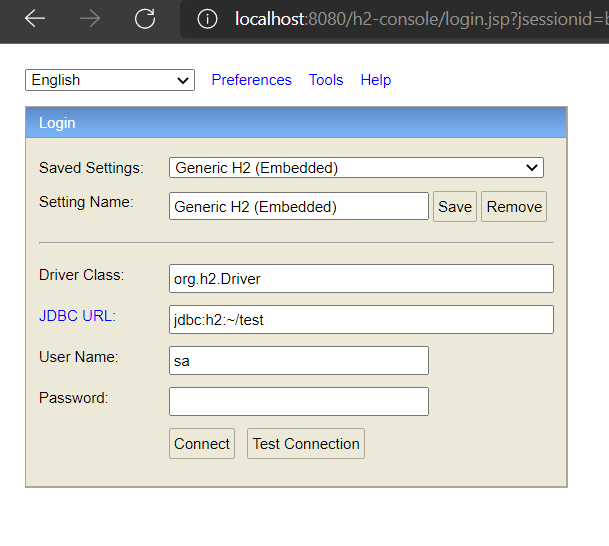 localhost:8080/h2-console/login.jsp?jsessionid=b
English Preferences Tools Help
Login
Saved Settings: Generic H2 (Embedded)
Setting Name: Generic H2 (Embedded) Save Remove
Driver Class: org.h2.Driver
JDBC URL: jdbc:h2:~/test
User Name: sa
Password:
Connect Test Connection